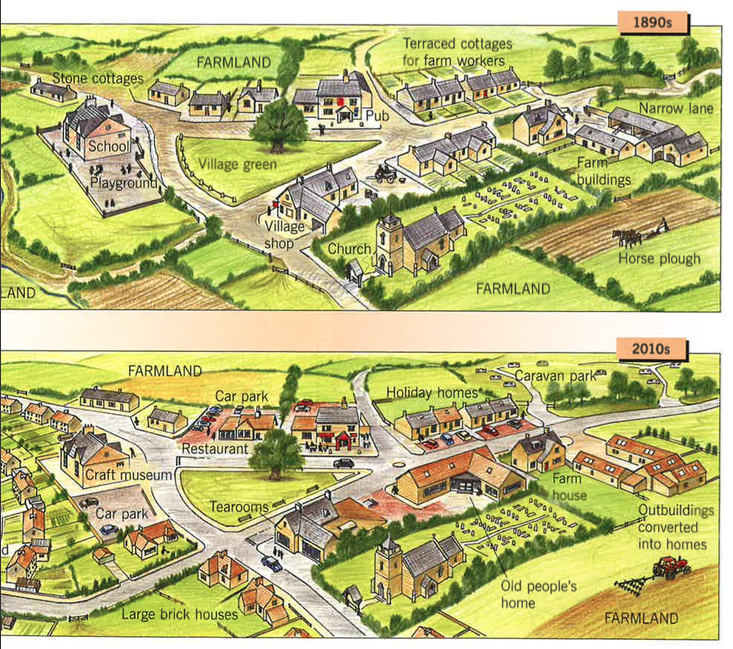 1890s
Terraced cottages
for farm workers
FARMLAND
Stone cottages
Narrow lane
Pub
School
Village green
Farm
buildings
Playground
Village
shop
Church
Horse plough
LAND
FARMLAND
2010s
FARMLAND
Caravan park
Car park
Holiday homes
Restaurant
Craft museum
Farm
house
Tearooms
Car park
Outbuildings
converted
into homes
d
Old people's
home
Large brick houses
FARMLAND